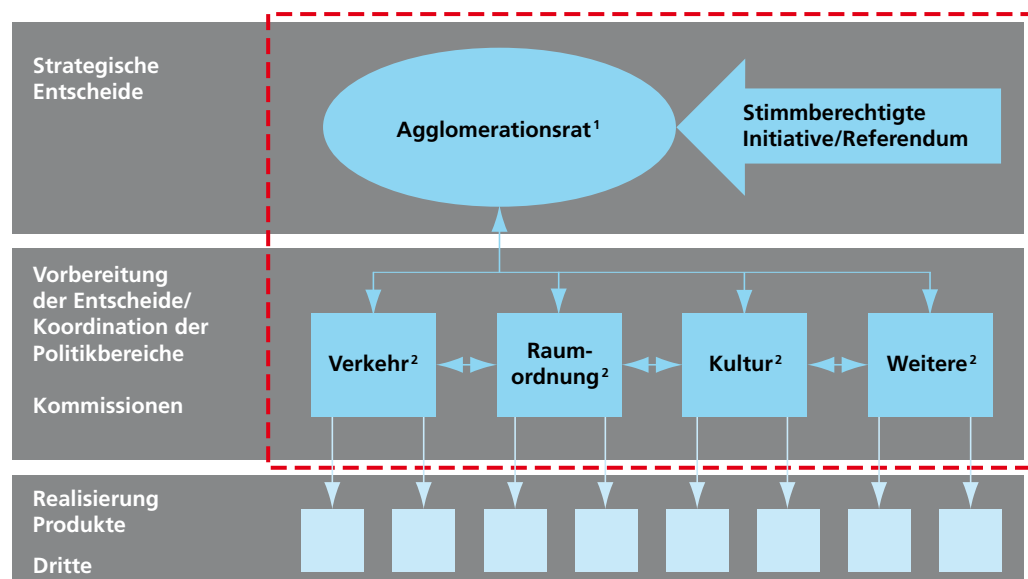 Strategische
Entscheide
Agglomerationsrat¹
Stimmberechtigte
Initiative/Referendum
Vorbereitung
der Entscheide/
Koordination der
Politikbereiche
Kommissionen
Verkehr²
Raum-
ordnung²
Kultur²
Weitere²
Realisierung
Produkte
Dritte